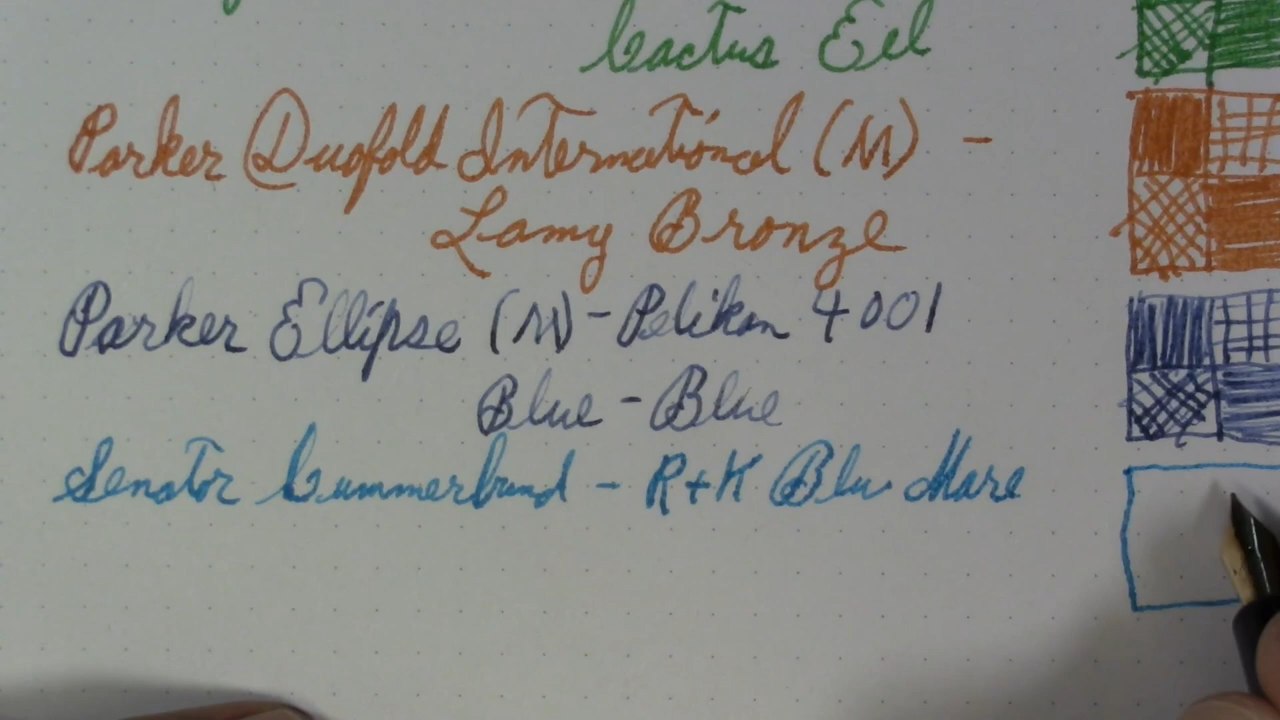 Cactus Eel
Parker Duofold International (M) -
Lamy Bronze
Parker Ellipse (M) - Pelikan 4001
Blue - Blue
Senator Cummerbund - R+K Blu Mare